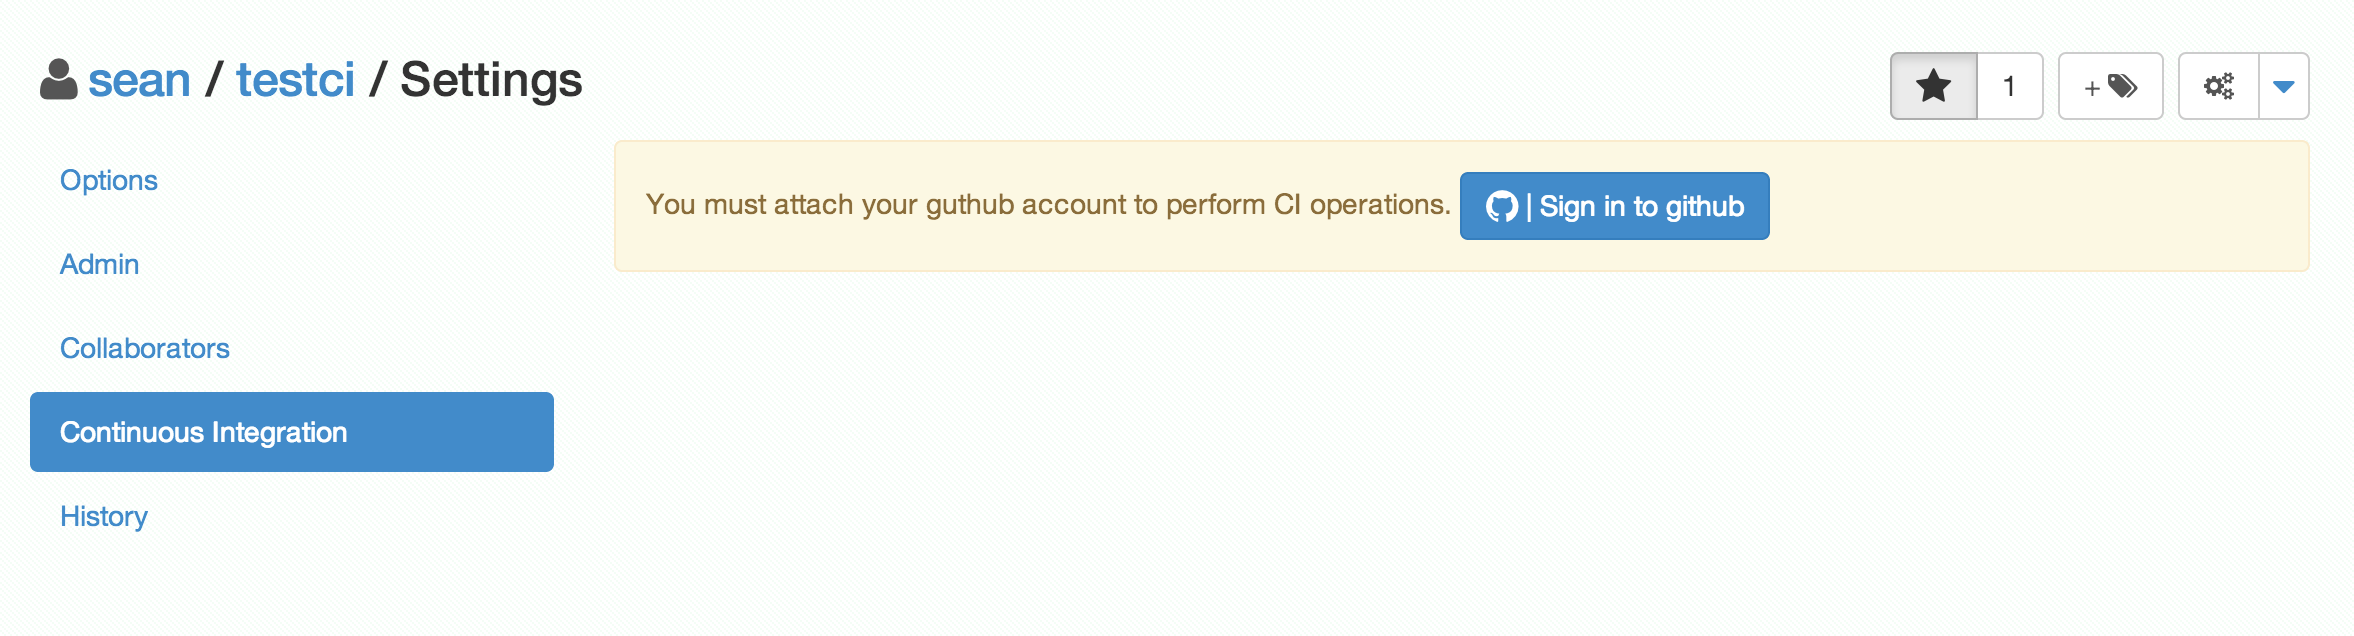 sean / testci / Settings
1
+
Options
Admin
Collaborators
Continuous Integration
History
You must attach your guthub account to perform CI operations.
| Sign in to github